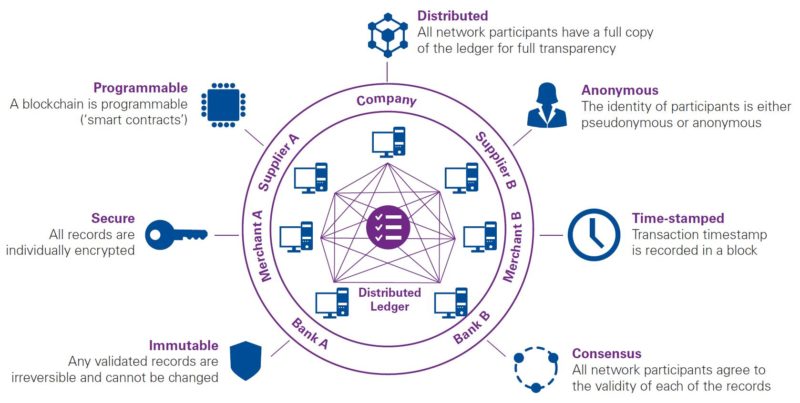 Distributed
All network participants have a full copy
of the ledger for full transparency
Programmable
A blockchain is programmable
('smart contracts')
Anonymous
The identity of participants is either
pseudonymous or anonymous
Company
Supplier A
Supplier B
Merchant A
Merchant B
Bank A
Bank B
Distributed
Ledger
Secure
All records are
individually encrypted
Time-stamped
Transaction timestamp
is recorded in a block
Immutable
Any validated records are
irreversible and cannot be changed
Consensus
All network participants agree to
the validity of each of the records